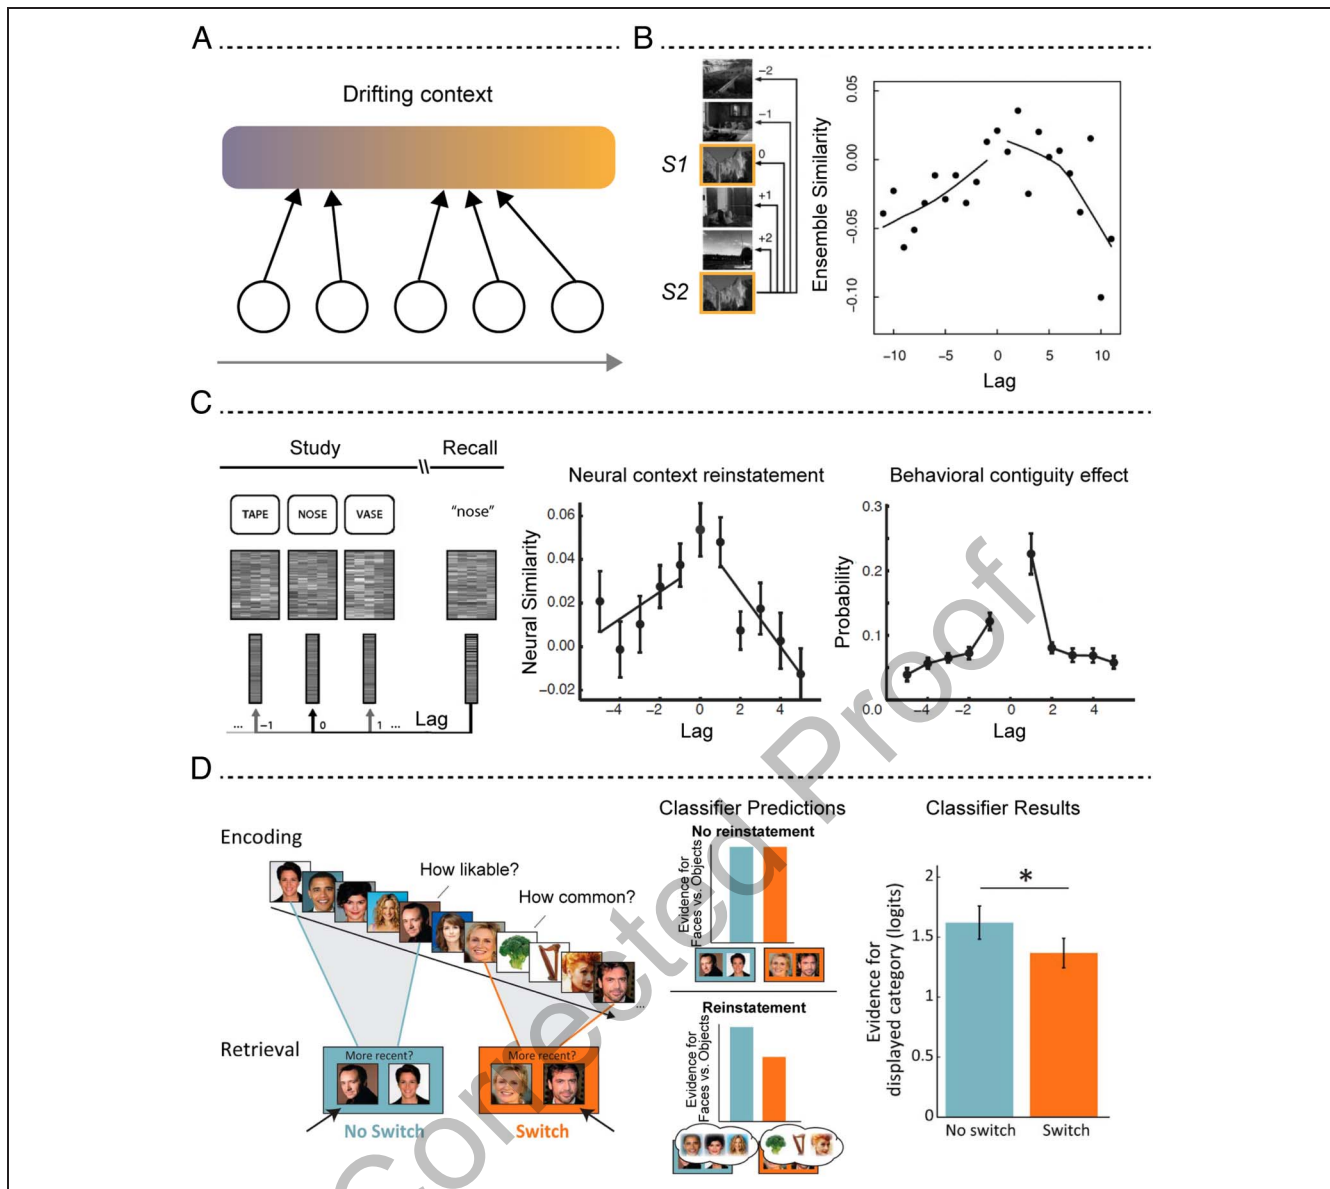 A
Drifting context
B
−2
−1
S1
0
+1
+2
S2
Ensemble Similarity
0.05
0.00
−0.05
−0.10
−10
−5
0
5
10
Lag
C
Study
Recall
TAPE
NOSE
VASE
“nose”
... −1
0
1 ...
Lag
Neural context reinstatement
Neural Similarity
0.06
0.04
0.02
0.00
−0.02
−4
−2
0
2
4
Lag
Behavioral contiguity effect
Probability
0.3
0.2
0.1
0.0
−4
−2
0
2
4
Lag
D
Encoding
How likable?
How common?
...
Retrieval
More recent?
No Switch
More recent?
Switch
Classifier Predictions
No reinstatement
Evidence for
Faces vs. Objects
Reinstatement
Evidence for
Faces vs. Objects
Classifier Results
Evidence for
displayed category (logits)
2
1.5
1
0.5
0
*
No switch
Switch
Corrected Proof